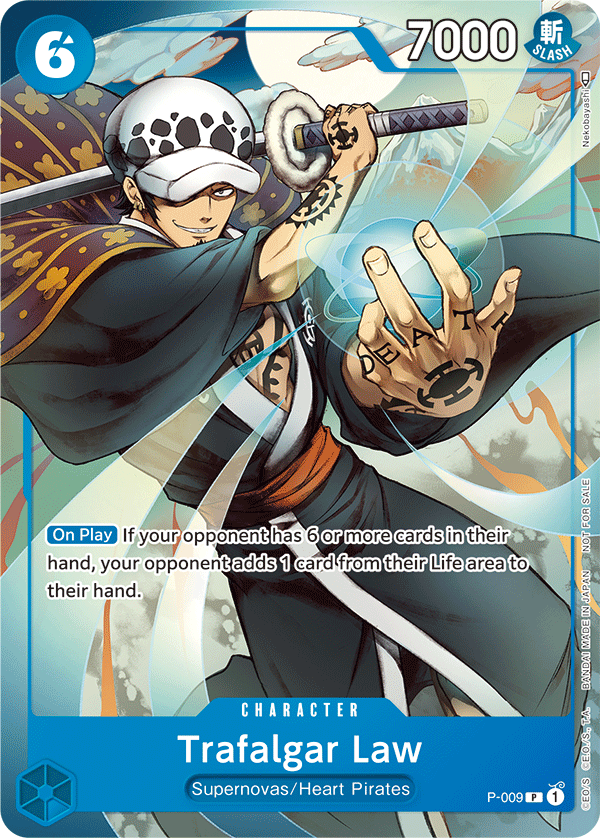 6
7000
斬
SLASH
Nekobayashi
DEATH
On Play If your opponent has 6 or more cards in their
hand, your opponent adds 1 card from their Life area to
their hand.
CHARACTER
Trafalgar Law
Supernovas/Heart Pirates
P-009 P 1
©E.O/S. ©E.O./S., T.A. BANDAI MADE IN JAPAN NOT FOR SALE